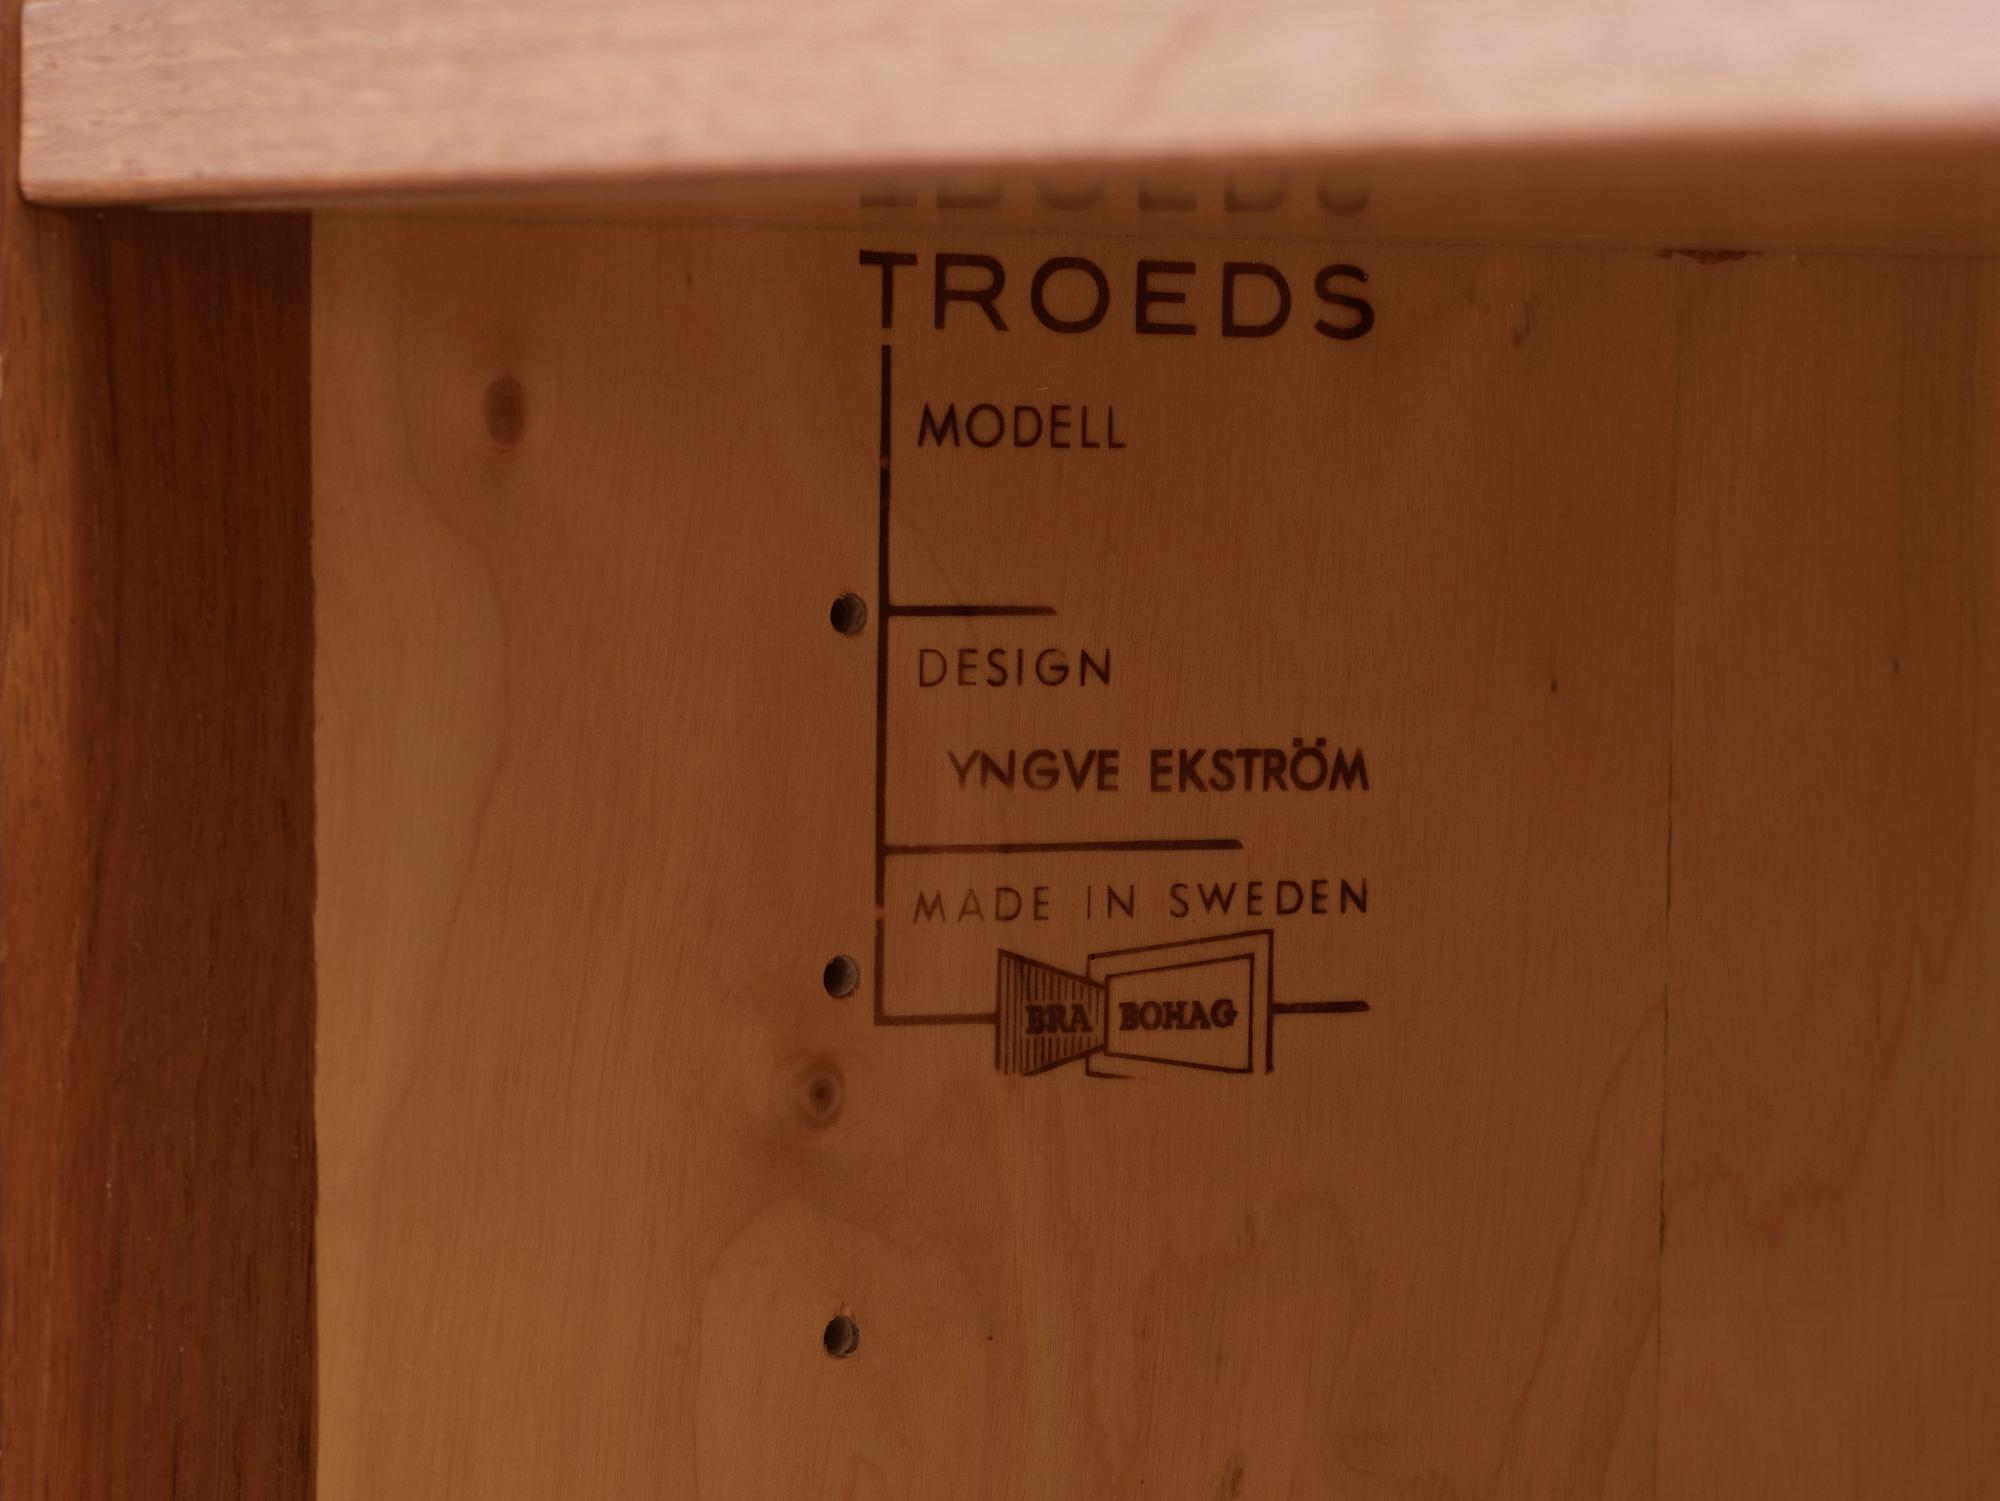 TROEDS
MODELL
DESIGN
YNGVE EKSTRÖM
MADE IN SWEDEN
BRA BOHAG